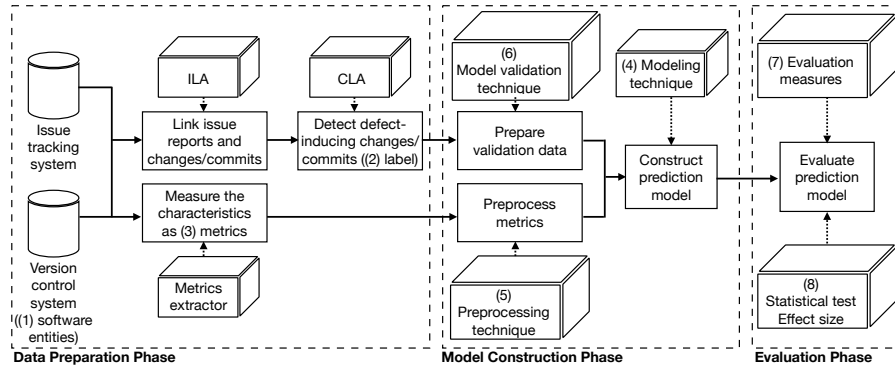 Issue
tracking
system
Version
control
system
((1) software
entities)
ILA
Link issue
reports and
changes/commits
Measure the
characteristics
as (3) metrics
Metrics
extractor
CLA
Detect defect-
inducing changes/
commits ((2) label)
Data Preparation Phase
(6)
Model validation
technique
Prepare
validation data
Preprocess
metrics
(5)
Preprocessing
technique
(4) Modeling
technique
Construct
prediction
model
Model Construction Phase
(7) Evaluation
measures
Evaluate
prediction
model
(8)
Statistical test
Effect size
Evaluation Phase